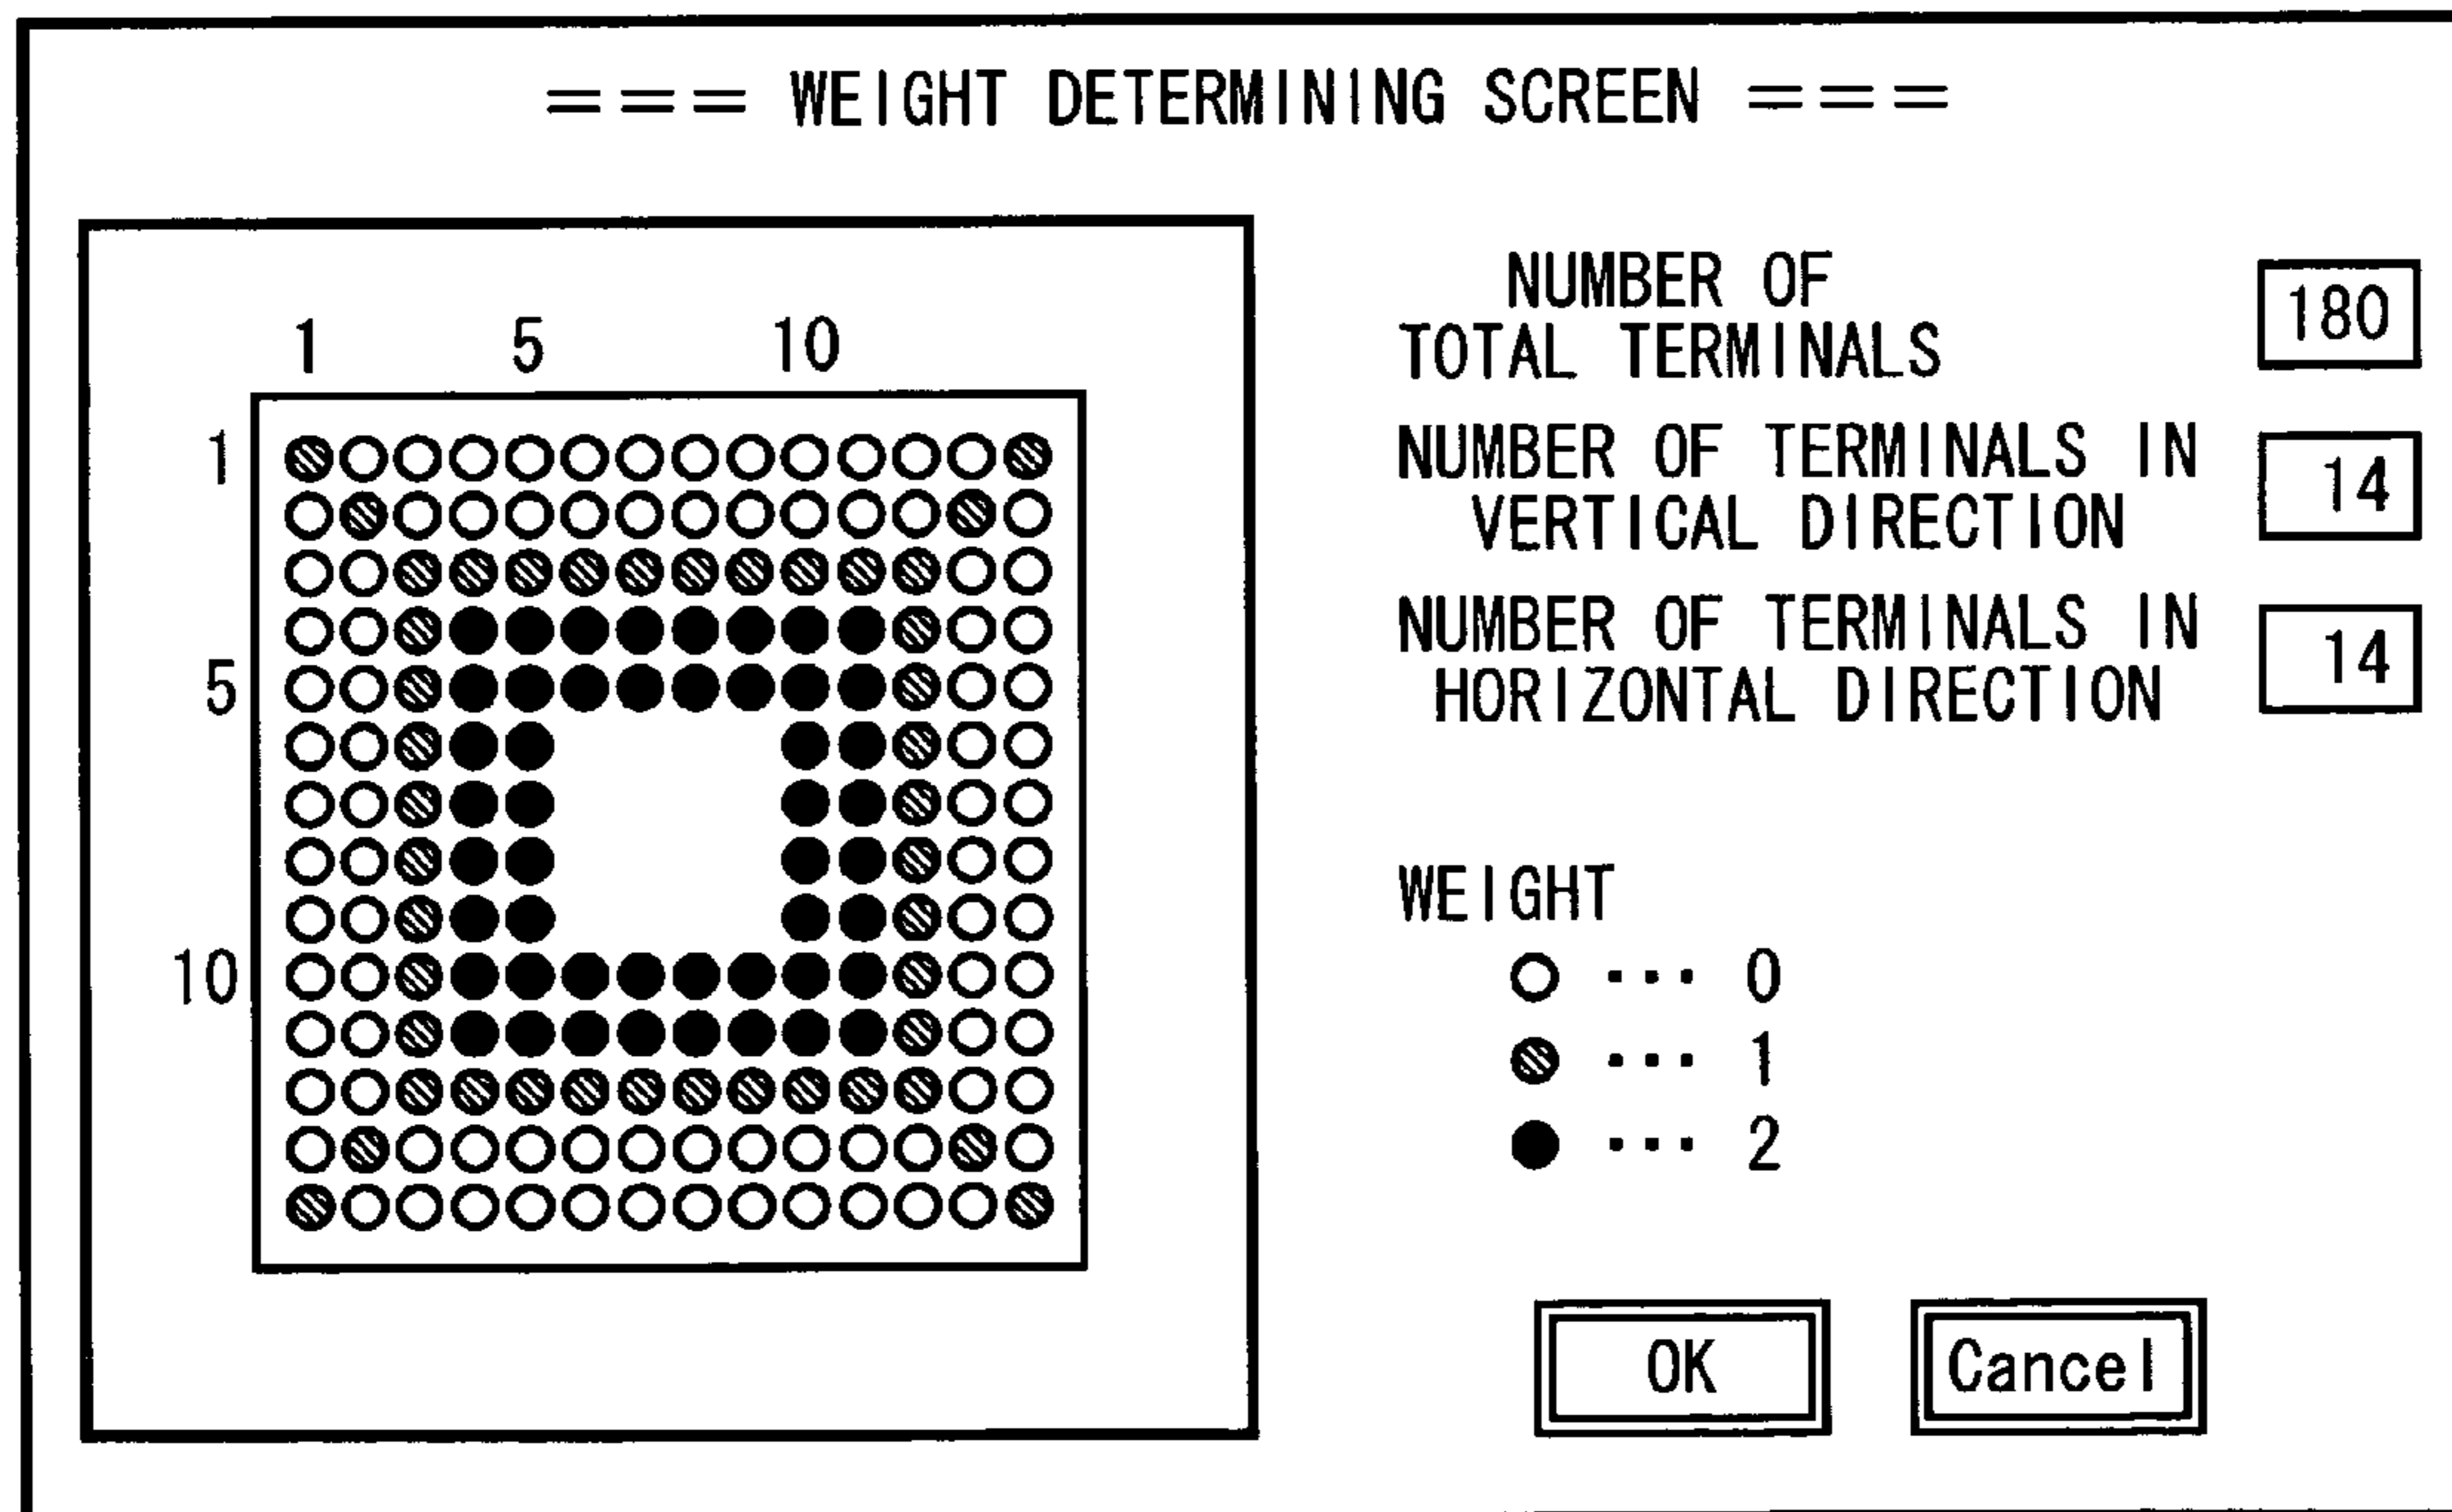 === WEIGHT DETERMINING SCREEN ===
1 5 10
1
5
10
NUMBER OF
TOTAL TERMINALS
180
NUMBER OF TERMINALS IN
VERTICAL DIRECTION
14
NUMBER OF TERMINALS IN
HORIZONTAL DIRECTION
14
WEIGHT
○ ··· 0
··· 1
● ··· 2
OK
Cancel